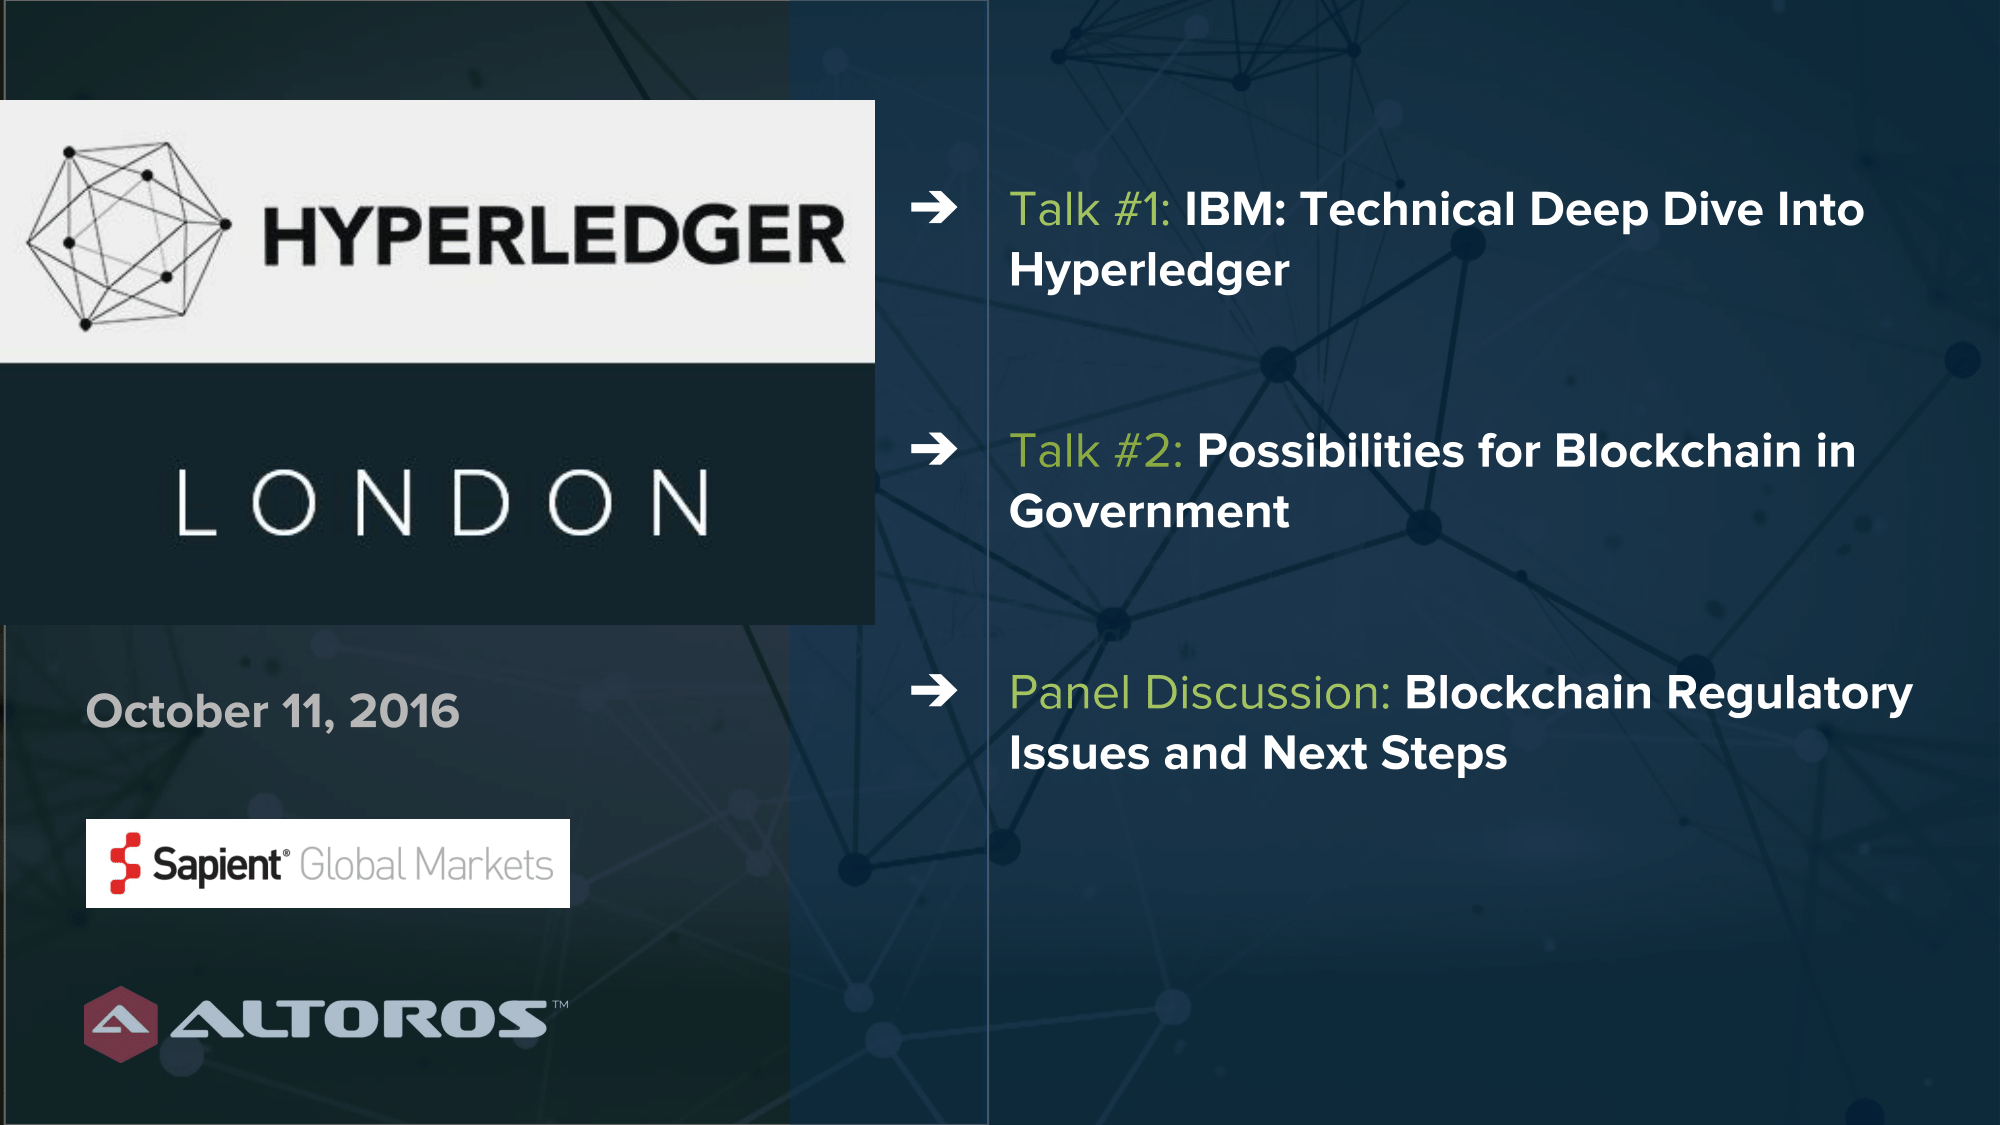 HYPERLEDGER
LONDON
October 11, 2016
Sapient® Global Markets
ALTOROS™
➔ Talk #1: IBM: Technical Deep Dive Into
Hyperledger
➔ Talk #2: Possibilities for Blockchain in
Government
➔ Panel Discussion: Blockchain Regulatory
Issues and Next Steps